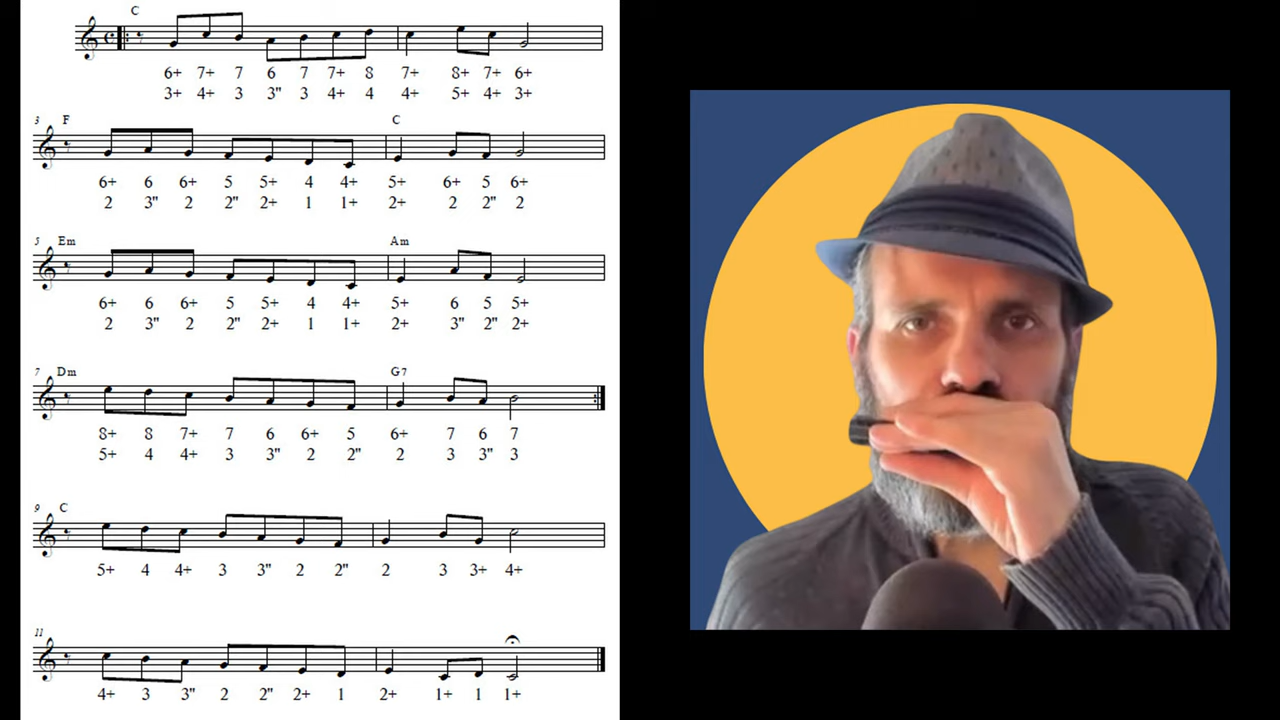 C
6+ 7+ 7 6 7 7+ 8 7+ 8+ 7+ 6+
3+ 4+ 3 3" 3 4+ 4 4+ 5+ 4+ 3+
3 F C
6+ 6 6+ 5 5+ 4 4+ 5+ 6+ 5 6+
2 3" 2 2" 2+ 1 1+ 2+ 2 2" 2
5 Em Am
6+ 6 6+ 5 5+ 4 4+ 5+ 6 5 5+
2 3" 2 2" 2+ 1 1+ 2+ 3" 2" 2+
7 Dm G7
8+ 8 7+ 7 6 6+ 5 6+ 7 6 7
5+ 4 4+ 3 3" 2 2" 2 3 3" 3
9 C
5+ 4 4+ 3 3" 2 2" 2 3 3+ 4+
11
4+ 3 3" 2 2" 2+ 1 2+ 1+ 1 1+